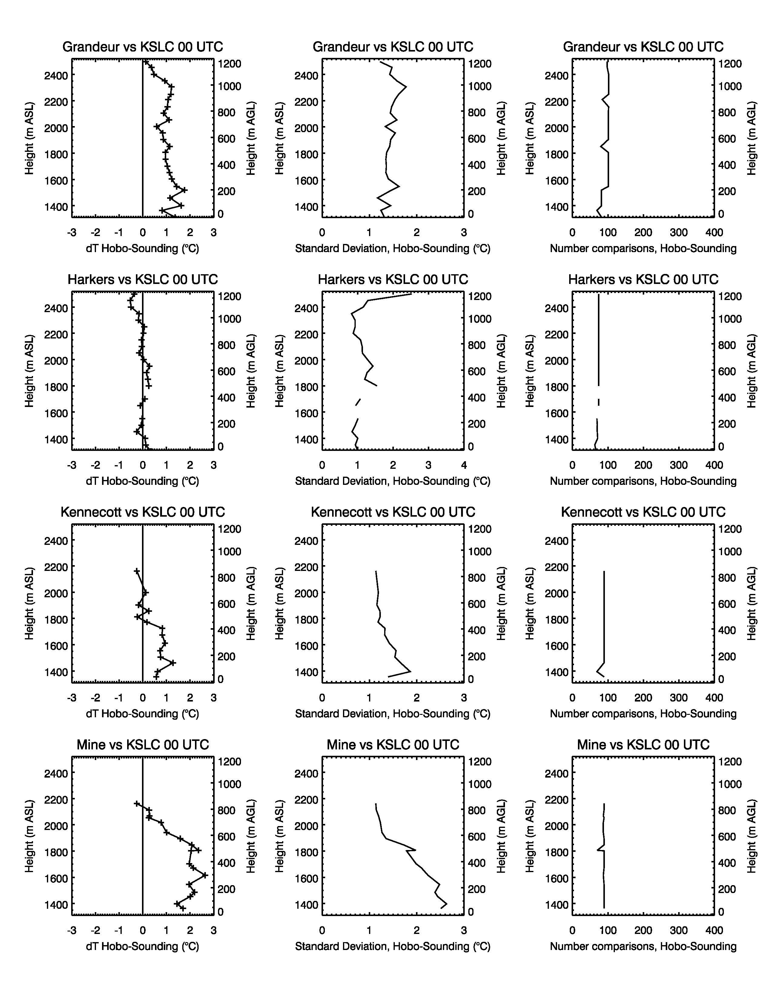 Grandeur vs KSLC 00 UTC
Height (m ASL)
2400
2200
2000
1800
1600
1400
1200
1000
800
600
400
200
0
Height (m AGL)
-3 -2 -1 0 1 2 3
dT Hobo-Sounding (°C)
Grandeur vs KSLC 00 UTC
Height (m ASL)
2400
2200
2000
1800
1600
1400
1200
1000
800
600
400
200
0
Height (m AGL)
0 1 2 3
Standard Deviation, Hobo-Sounding (°C)
Grandeur vs KSLC 00 UTC
Height (m ASL)
2400
2200
2000
1800
1600
1400
1200
1000
800
600
400
200
0
Height (m AGL)
0 100 200 300 400
Number comparisons, Hobo-Sounding
Harkers vs KSLC 00 UTC
Height (m ASL)
2400
2200
2000
1800
1600
1400
1200
1000
800
600
400
200
0
Height (m AGL)
-3 -2 -1 0 1 2 3
dT Hobo-Sounding (°C)
Harkers vs KSLC 00 UTC
Height (m ASL)
2400
2200
2000
1800
1600
1400
1200
1000
800
600
400
200
0
Height (m AGL)
0 1 2 3 4
Standard Deviation, Hobo-Sounding (°C)
Harkers vs KSLC 00 UTC
Height (m ASL)
2400
2200
2000
1800
1600
1400
1200
1000
800
600
400
200
0
Height (m AGL)
0 100 200 300 400
Number comparisons, Hobo-Sounding
Kennecott vs KSLC 00 UTC
Height (m ASL)
2400
2200
2000
1800
1600
1400
1200
1000
800
600
400
200
0
Height (m AGL)
-3 -2 -1 0 1 2 3
dT Hobo-Sounding (°C)
Kennecott vs KSLC 00 UTC
Height (m ASL)
2400
2200
2000
1800
1600
1400
1200
1000
800
600
400
200
0
Height (m AGL)
0 1 2 3
Standard Deviation, Hobo-Sounding (°C)
Kennecott vs KSLC 00 UTC
Height (m ASL)
2400
2200
2000
1800
1600
1400
1200
1000
800
600
400
200
0
Height (m AGL)
0 100 200 300 400
Number comparisons, Hobo-Sounding
Mine vs KSLC 00 UTC
Height (m ASL)
2400
2200
2000
1800
1600
1400
1200
1000
800
600
400
200
0
Height (m AGL)
-3 -2 -1 0 1 2 3
dT Hobo-Sounding (°C)
Mine vs KSLC 00 UTC
Height (m ASL)
2400
2200
2000
1800
1600
1400
1200
1000
800
600
400
200
0
Height (m AGL)
0 1 2 3
Standard Deviation, Hobo-Sounding (°C)
Mine vs KSLC 00 UTC
Height (m ASL)
2400
2200
2000
1800
1600
1400
1200
1000
800
600
400
200
0
Height (m AGL)
0 100 200 300 400
Number comparisons, Hobo-Sounding